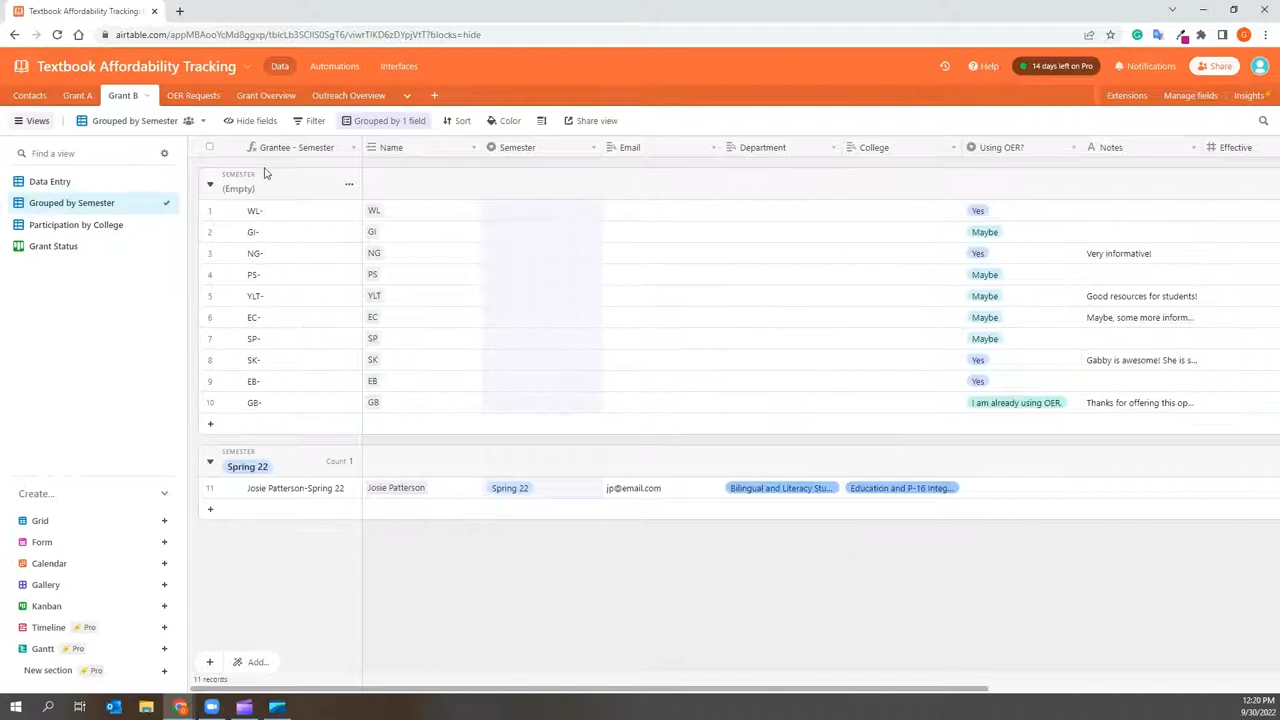 Textbook Affordability Tracking:
airtable.com/appMBAooYcMd8ggxp/tblcLb3SCIIS0SgT6/viwrTIKD6zDYpjVtT?blocks=hide
Textbook Affordability Tracking
Data
Automations
Interfaces
Help
14 days left on Pro
Notifications
Share
Contacts
Grant A
Grant B
OER Requests
Grant Overview
Outreach Overview
Extensions
Manage fields
Insights
Views
Grouped by Semester
Hide fields
Filter
Grouped by 1 field
Sort
Color
Share view
Find a view
Data Entry
Grouped by Semester
Participation by College
Grant Status
Create...
Grid
Form
Calendar
Gallery
Kanban
Timeline Pro
Gantt Pro
New section Pro
Grantee - Semester Name Semester Email Department College Using OER? Notes Effective
SEMESTER
(Empty)
1 WL- WL Yes
2 GI- GI Maybe
3 NG- NG Yes Very informative!
4 PS- PS Maybe
5 YLT- YLT Maybe Good resources for students!
6 EC- EC Maybe Maybe, some more inform...
7 SP- SP Maybe
8 SK- SK Yes Gabby is awesome! She is s...
9 EB- EB Yes
10 GB- GB I am already using OER. Thanks for offering this op...
SEMESTER
Spring 22
Count 1
11 Josie Patterson-Spring 22 Josie Patterson Spring 22 jp@email.com Bilingual and Literacy Stu... Education and P-16 Integ...
Add...
11 records
12:20 PM
9/30/2022